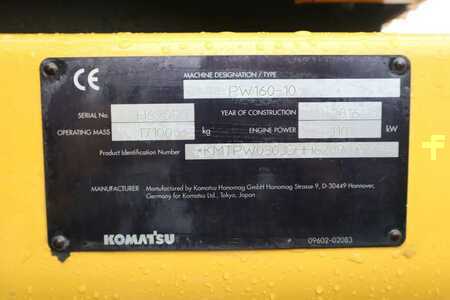 CE
MACHINE DESIGNATION / TYPE
PW160-10
SERIAL No.
YEAR OF CONSTRUCTION
OPERATING MASS kg ENGINE POWER 110 kW
Product Identification Number
Manufactured by Komatsu Hanomag GmbH Hanomag Strasse 9, D-30449 Hannover,
Germany for Komatsu Ltd., Tokyo, Japan
KOMATSU
09602-02083
f